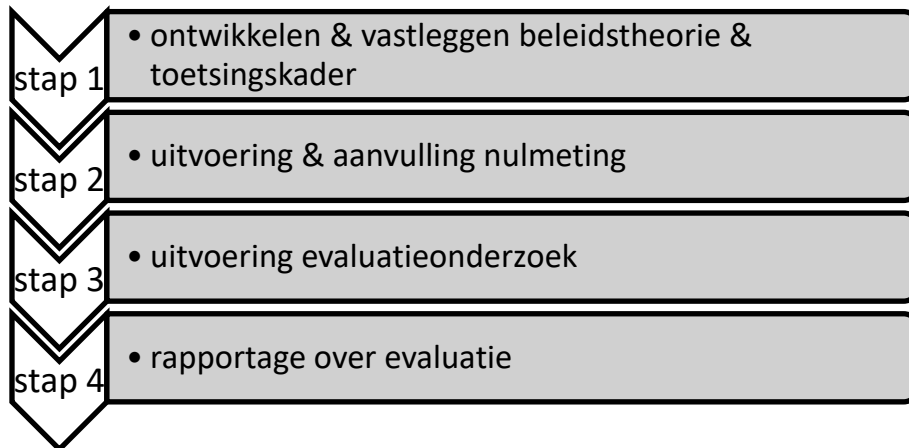 stap 1
• ontwikkelen & vastleggen beleidstheorie &
toetsingskader
stap 2
• uitvoering & aanvulling nulmeting
stap 3
• uitvoering evaluatieonderzoek
stap 4
• rapportage over evaluatie